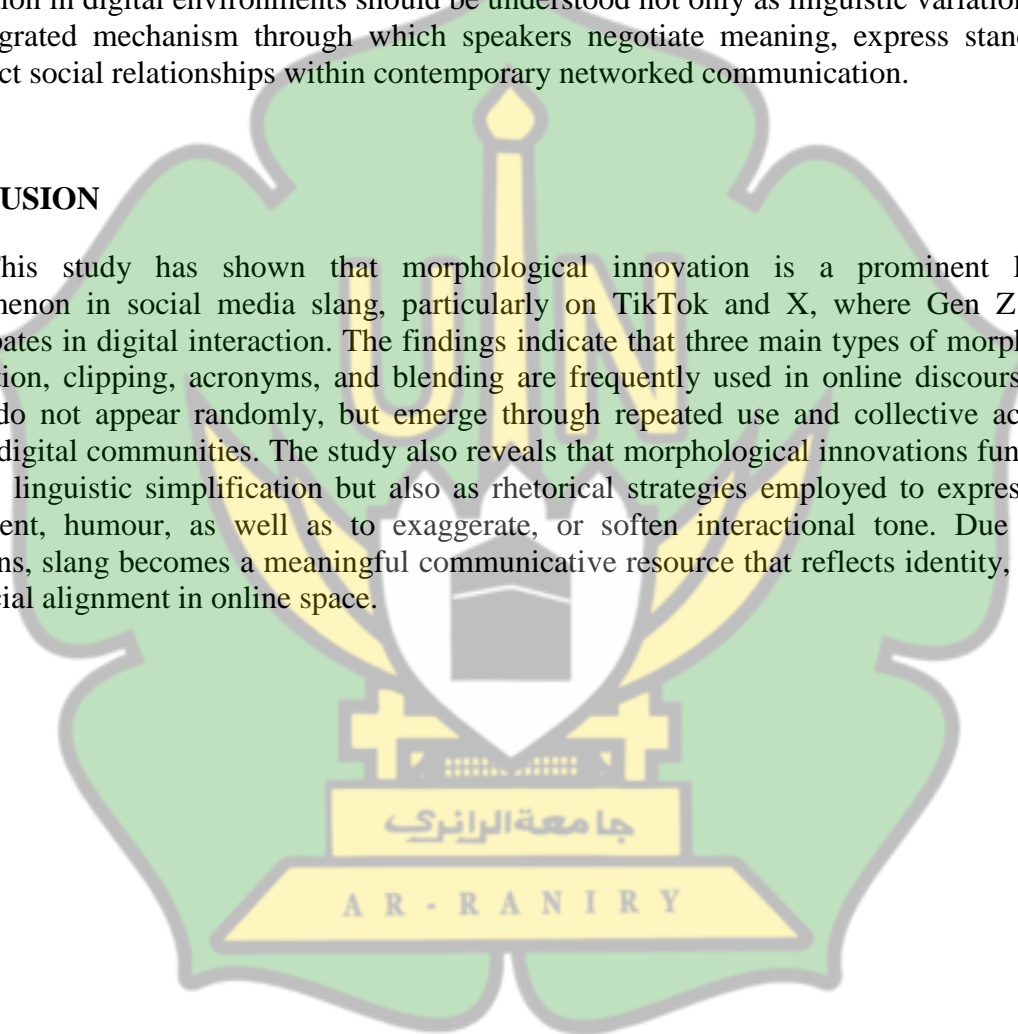 ion in digital environments should be understood not only as linguistic variation
grated mechanism through which speakers negotiate meaning, express stanc
ct social relationships within contemporary networked communication.
USION
his study has shown that morphological innovation is a prominent l
menon in social media slang, particularly on TikTok and X, where Gen Z
pates in digital interaction. The findings indicate that three main types of morph
tion, clipping, acronyms, and blending are frequently used in online discours
do not appear randomly, but emerge through repeated use and collective ac
digital communities. The study also reveals that morphological innovations fun
linguistic simplification but also as rhetorical strategies employed to expres
ent, humour, as well as to exaggerate, or soften interactional tone. Due
ns, slang becomes a meaningful communicative resource that reflects identity,
cial alignment in online space.
UIN
جامعةالرانري
AR-RANIRY